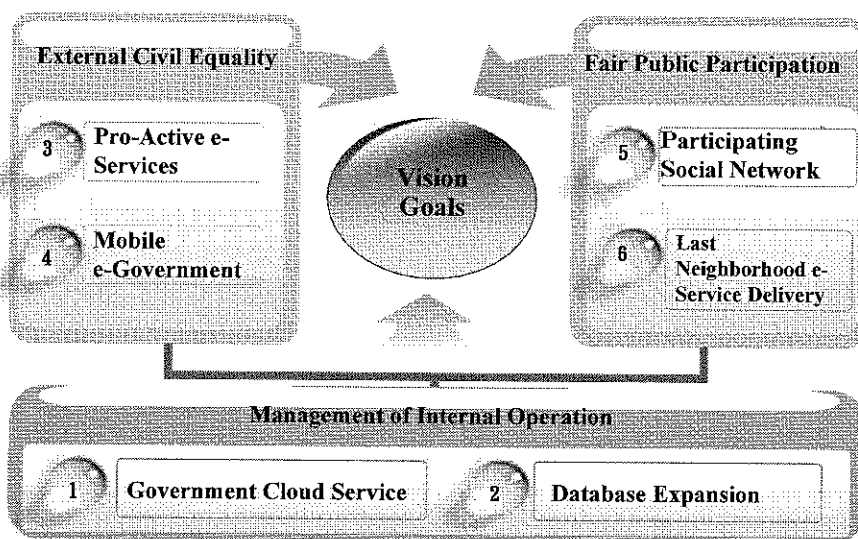 External Civil Equality
3
Pro-Active e-
Services
4
Mobile
e-Government
Vision
Goals
Fair Public Participation
5
Participating
Social Network
6
Last
Neighborhood e-
Service Delivery
Management of Internal Operation
1
Government Cloud Service
2
Database Expansion